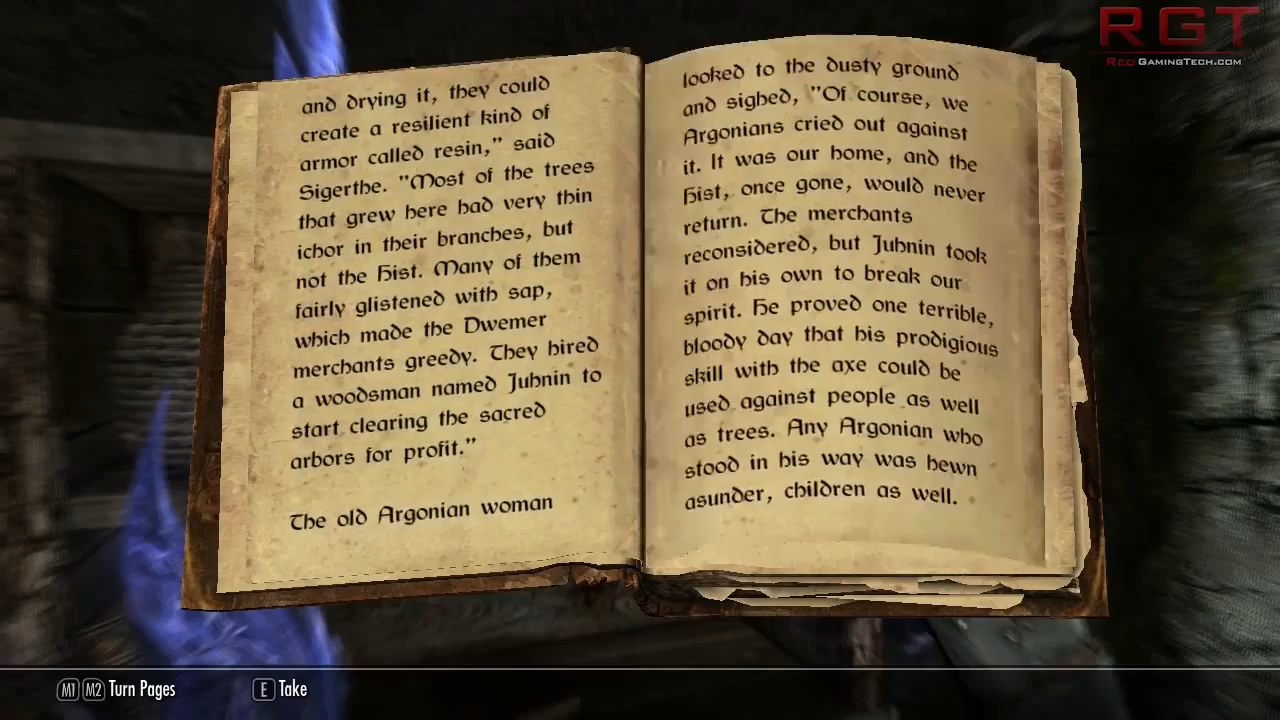 RGT
RED GAMINGTECH.COM
and drying it, they could
create a resilient kind of
armor called resin," said
Sigerthe. "Most of the trees
that grew here had very thin
ichor in their branches, but
not the Hist. Many of them
fairly glistened with sap,
which made the Dwemer
merchants greedy. They hired
a woodsman named Juhnin to
start clearing the sacred
arbors for profit."
The old Argonian woman
looked to the dusty ground
and sighed, "Of course, we
Argonians cried out against
it. It was our home, and the
Hist, once gone, would never
return. The merchants
reconsidered, but Juhnin took
it on his own to break our
spirit. He proved one terrible,
bloody day that his prodigious
skill with the axe could be
used against people as well
as trees. Any Argonian who
stood in his way was hewn
asunder, children as well.
M1 M2 Turn Pages
E Take